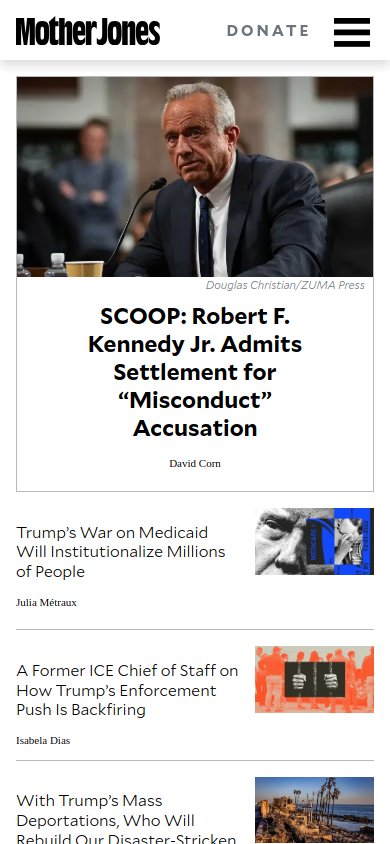 Mother Jones
DONATE
Douglas Christian/ZUMA Press
SCOOP: Robert F.
Kennedy Jr. Admits
Settlement for
“Misconduct”
Accusation
David Corn
Trump’s War on Medicaid
Will Institutionalize Millions
of People
Julia Métraux
A Former ICE Chief of Staff on
How Trump’s Enforcement
Push Is Backfiring
Isabela Dias
With Trump’s Mass
Deportations, Who Will
Rebuild Our Disaster-Stricken